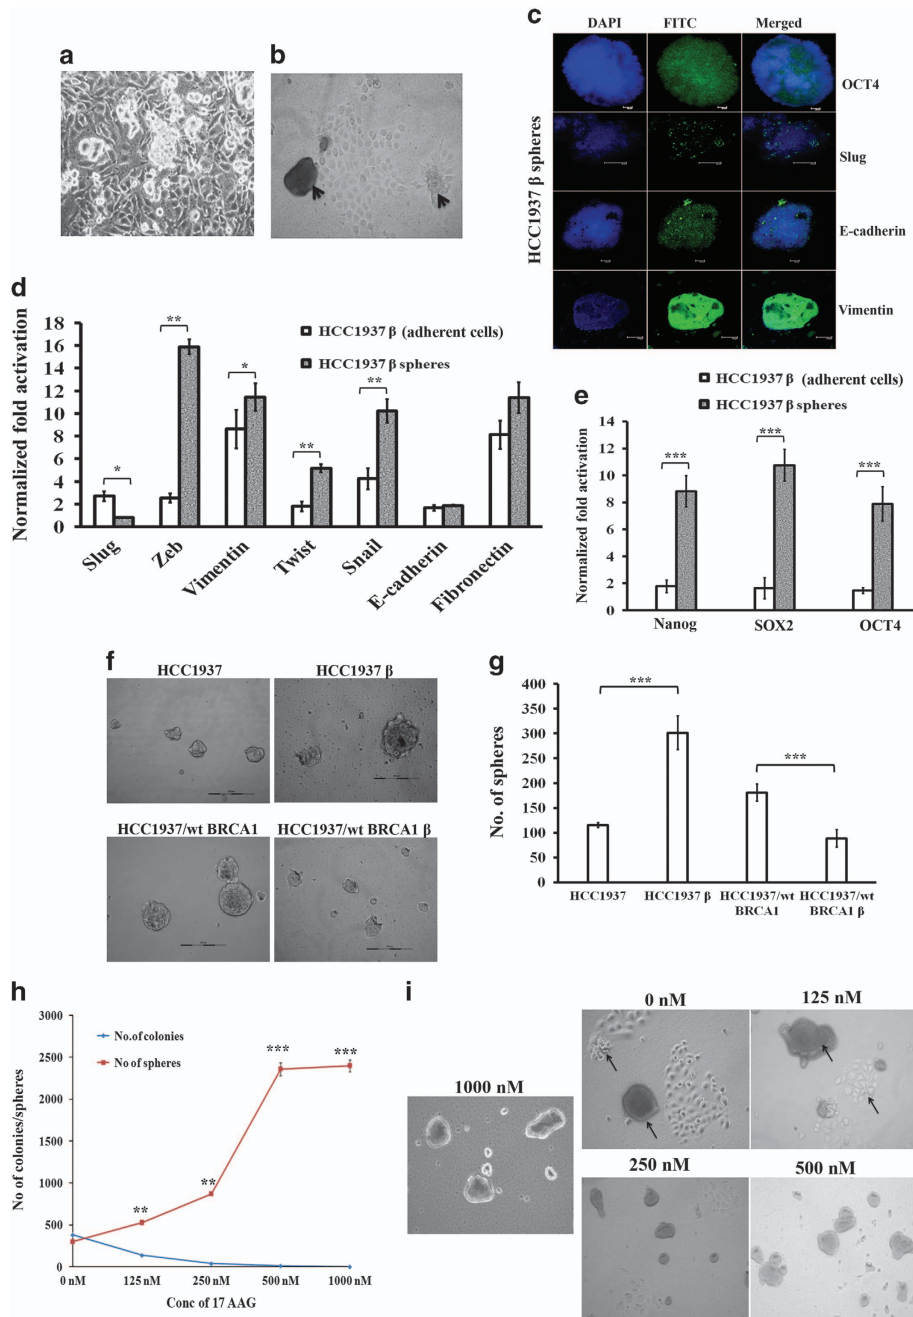 a
b
c
DAPI FITC Merged
HCC1937 β spheres
OCT4
Slug
E-cadherin
Vimentin
d
Normalized fold activation
18
16
14
12
10
8
6
4
2
0
HCC1937 β (adherent cells)
HCC1937 β spheres
*
**
*
**
**
Slug
Zeb
Vimentin
Twist
Snail
E-cadherin
Fibronectin
e
HCC1937 β (adherent cells)
HCC1937 β spheres
Normalized fold activation
14
12
10
8
6
4
2
0
***
***
***
Nanog SOX2 OCT4
f
HCC1937 HCC1937 β
HCC1937/wt BRCA1 HCC1937/wt BRCA1 β
g
No. of spheres
400
350
300
250
200
150
100
50
0
***
***
HCC1937 HCC1937 β HCC1937/wt HCC1937/wt
BRCA1 BRCA1 β
h
No of colonies/spheres
3000
2500
2000
1500
1000
500
0
No.of colonies
No of spheres
**
**
***
***
0 nM 125 nM 250 nM 500 nM 1000 nM
Conc of 17 AAG
i
1000 nM
0 nM 125 nM
250 nM 500 nM